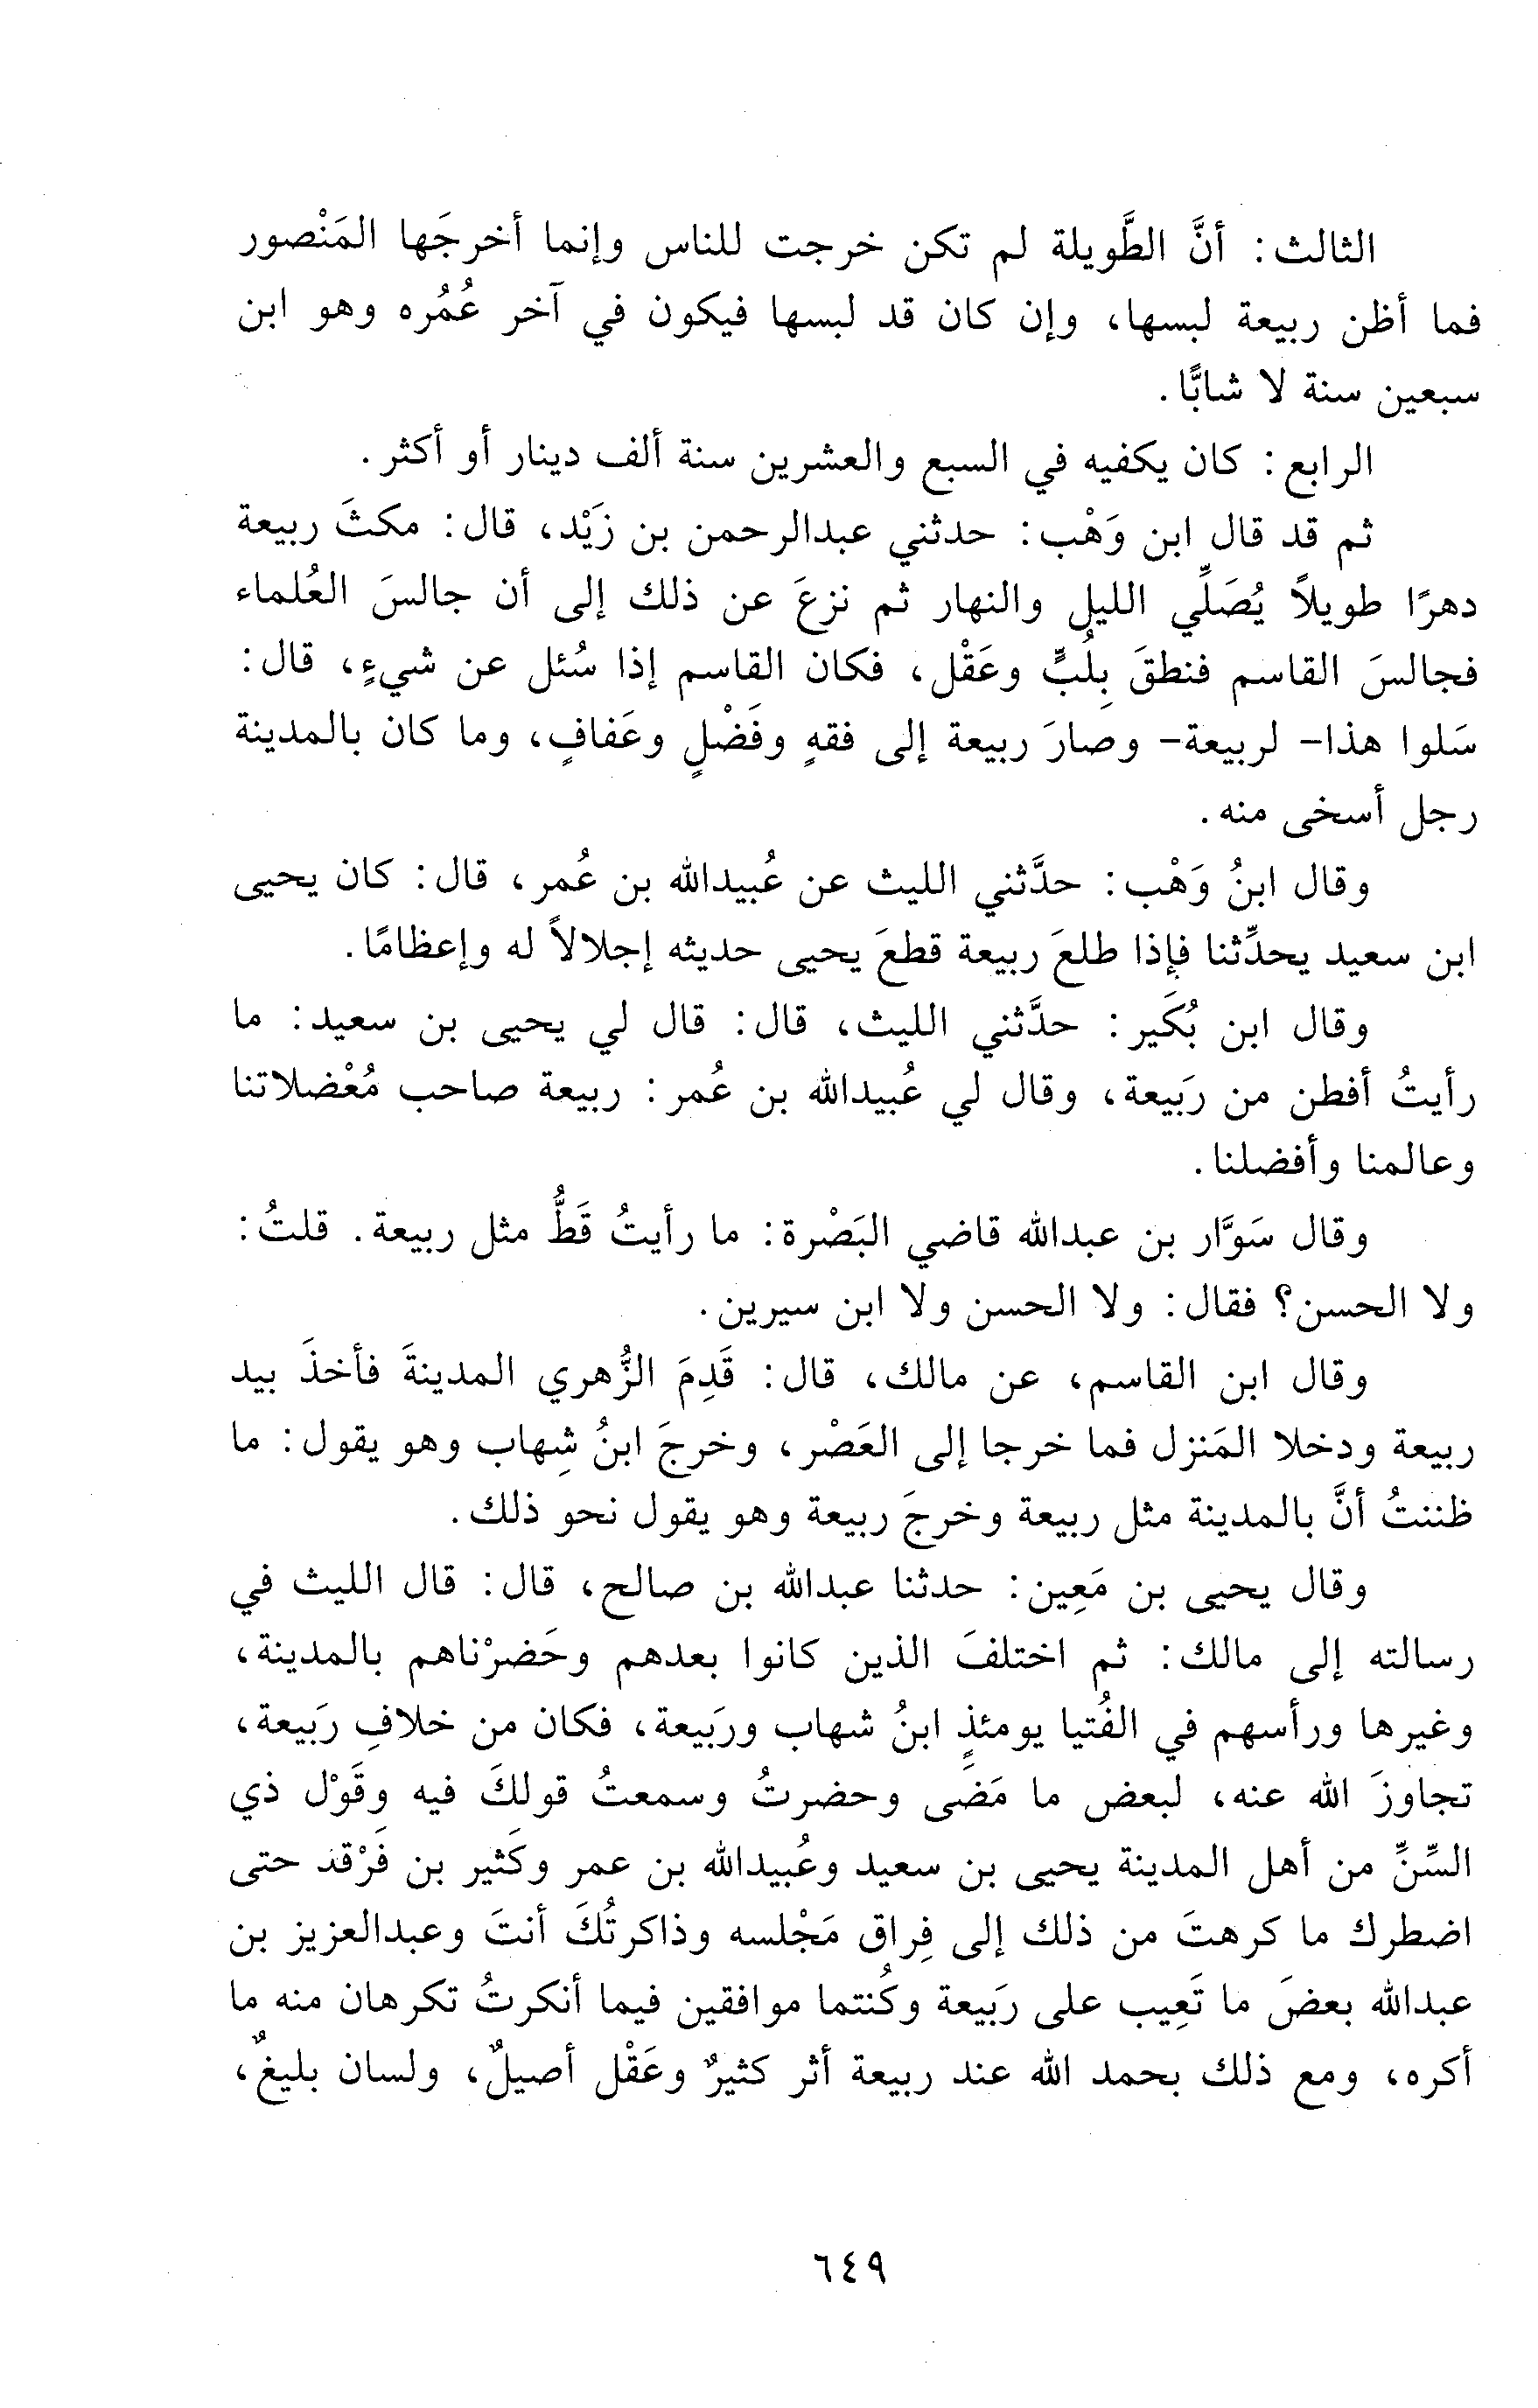 الثالث: أنَّ الطَّويلة لم تكن خرجت للناس وإنما أخرجَها المَنْصور
فما أظن ربيعة لبسها، وإن كان قد لبسها فيكون في آخر عُمُره وهو ابن
سبعين سنة لا شابًّا.
الرابع: كان يكفيه في السبع والعشرين سنة ألف دينار أو أكثر.
ثم قد قال ابن وَهْب: حدثني عبدالرحمن بن زَيْد، قال: مكثَ ربيعة
دهرًا طويلاً يُصَلِّي الليل والنهار ثم نزعَ عن ذلك إلى أن جالسَ العُلماء
فجالسَ القاسم فنطقَ بِلُبٍّ وعَقْل، فكان القاسم إذا سُئل عن شيءٍ، قال:
سَلوا هذا- لربيعة- وصارَ ربيعة إلى فقهٍ وفَضْلٍ وعَفافٍ، وما كان بالمدينة
رجل أسخى منه.
وقال ابنُ وَهْب: حدَّثني الليث عن عُبيدالله بن عُمر، قال: كان يحيى
ابن سعيد يحدِّثنا فإذا طلعَ ربيعة قطعَ يحيى حديثه إجلالاً له وإعظامًا.
وقال ابن بُكَير: حدَّثني الليث، قال: قال لي يحيى بن سعيد: ما
رأيتُ أفطن من رَبيعة، وقال لي عُبيدالله بن عُمر: ربيعة صاحب مُعْضلاتنا
وعالمنا وأفضلنا.
وقال سَوَّار بن عبدالله قاضي البَصْرة: ما رأيتُ قَطُّ مثل ربيعة. قلتُ:
ولا الحسن؟ فقال: ولا الحسن ولا ابن سيرين.
وقال ابن القاسم، عن مالك، قال: قَدِمَ الزُّهري المدينةَ فأخذَ بيد
ربيعة ودخلا المَنزل فما خرجا إلى العَصْر، وخرجَ ابنُ شِهاب وهو يقول: ما
ظننتُ أنَّ بالمدينة مثل ربيعة وخرجَ ربيعة وهو يقول نحو ذلك.
وقال يحيى بن مَعِين: حدثنا عبدالله بن صالح، قال: قال الليث في
رسالته إلى مالك: ثم اختلفَ الذين كانوا بعدهم وحَضرْناهم بالمدينة،
وغيرها ورأسهم في الفُتيا يومئذٍ ابنُ شهاب ورَبيعة، فكان من خلافِ رَبيعة،
تجاوزَ الله عنه، لبعض ما مَضَى وحضرتُ وسمعتُ قولكَ فيه وقَوْل ذي
السِّنِّ من أهل المدينة يحيى بن سعيد وعُبيدالله بن عمر وكَثير بن فَرْقد حتى
اضطرك ما كرهتَ من ذلك إلى فِراق مَجْلسه وذاكرتُكَ أنتَ وعبدالعزيز بن
عبدالله بعضَ ما تَعِيب على رَبيعة وكُنتما موافقين فيما أنكرتُ تكرهان منه ما
أكره، ومع ذلك بحمد الله عند ربيعة أثر كثيرٌ وعَقْل أصيلٌ، ولسان بليغٌ،
٦٤٩